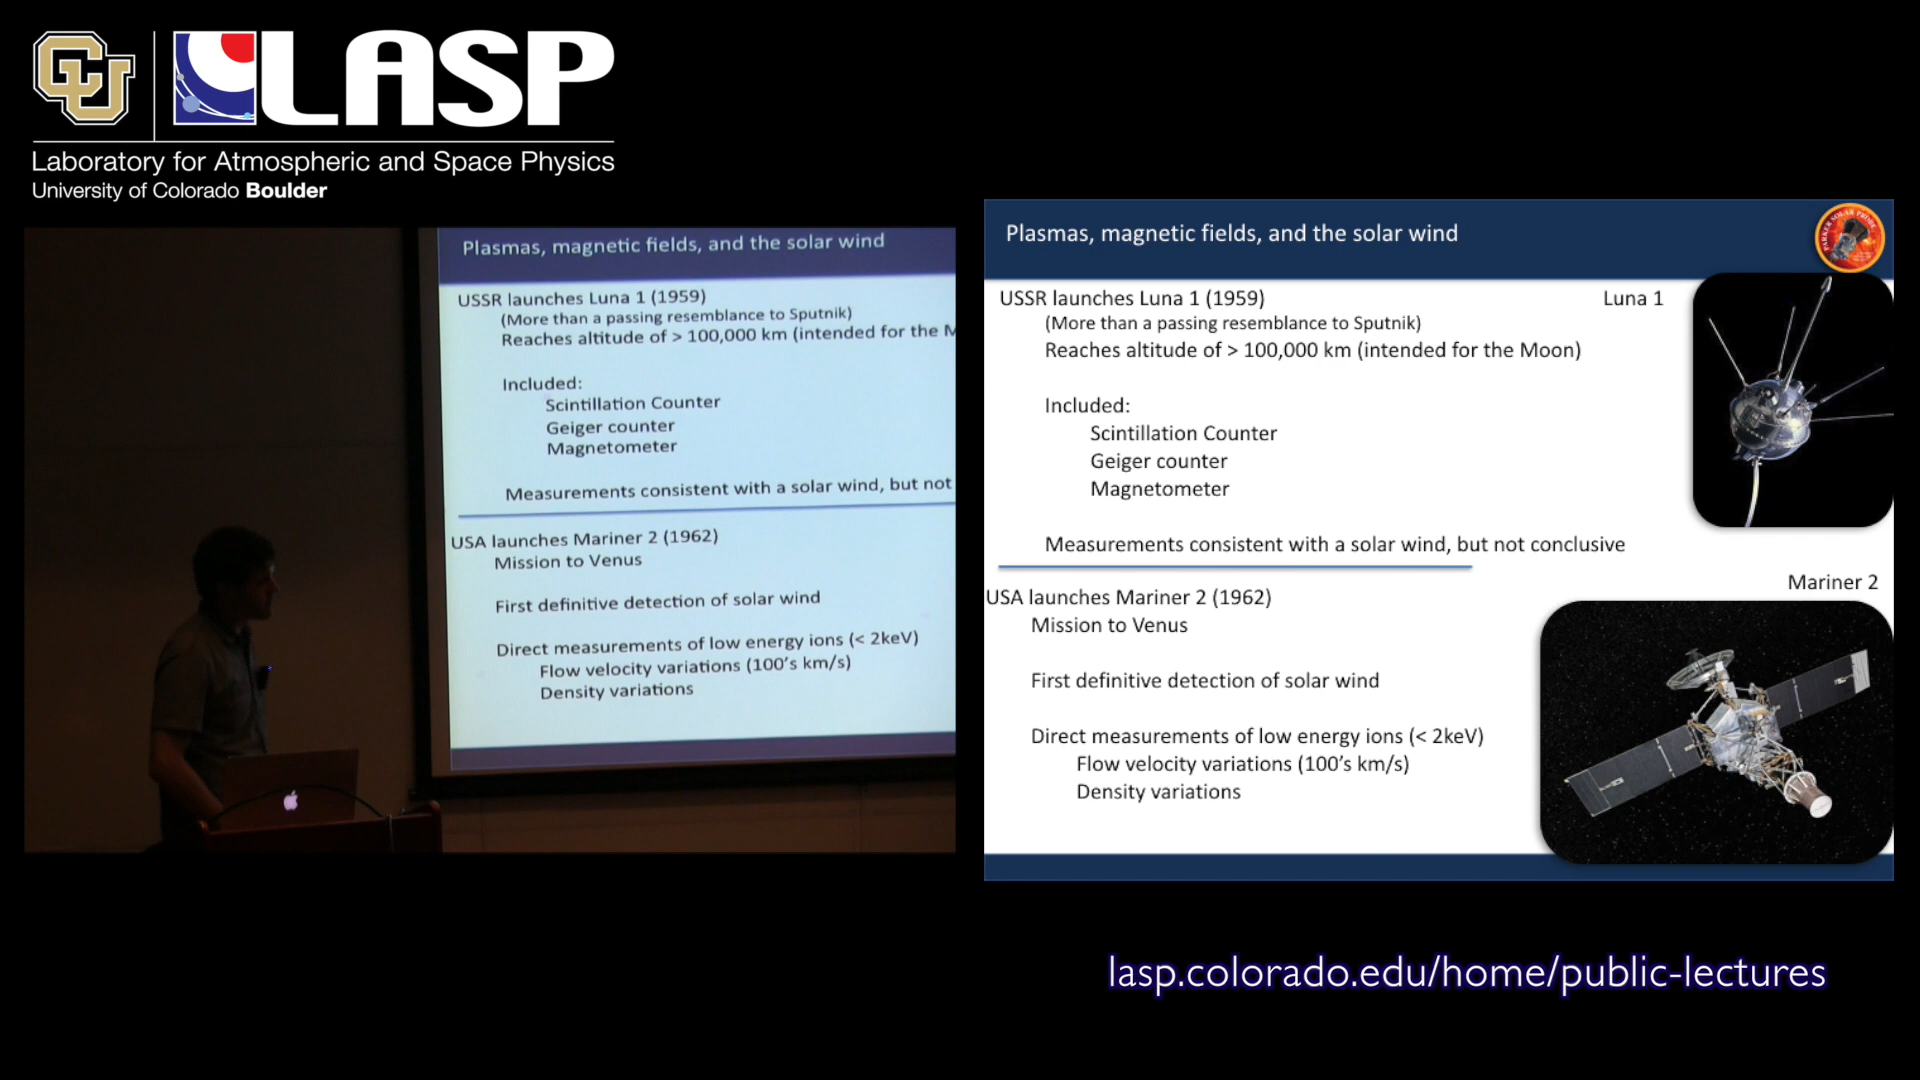 CU
LASP
Laboratory for Atmospheric and Space Physics
University of Colorado Boulder
Plasmas, magnetic fields, and the solar wind
USSR launches Luna 1 (1959)
(More than a passing resemblance to Sputnik)
Reaches altitude of > 100,000 km (intended for the M
Included:
Scintillation Counter
Geiger counter
Magnetometer
Measurements consistent with a solar wind, but not
USA launches Mariner 2 (1962)
Mission to Venus
First definitive detection of solar wind
Direct measurements of low energy ions (< 2keV)
Flow velocity variations (100's km/s)
Density variations
Plasmas, magnetic fields, and the solar wind
PARKER SOLAR PROBE
USSR launches Luna 1 (1959)
Luna 1
(More than a passing resemblance to Sputnik)
Reaches altitude of > 100,000 km (intended for the Moon)
Included:
Scintillation Counter
Geiger counter
Magnetometer
Measurements consistent with a solar wind, but not conclusive
Mariner 2
USA launches Mariner 2 (1962)
Mission to Venus
First definitive detection of solar wind
Direct measurements of low energy ions (< 2keV)
Flow velocity variations (100's km/s)
Density variations
lasp.colorado.edu/home/public-lectures